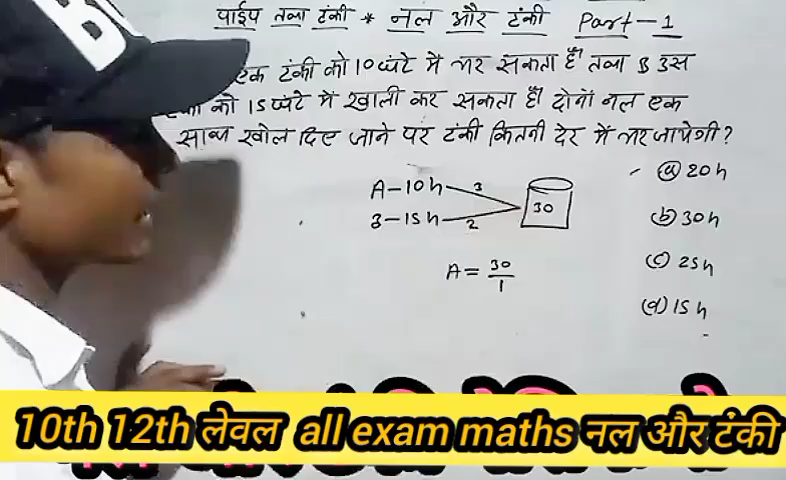 पाईप तथा टंकी * नल और टंकी Part-1
एक टंकी को 10 घंटे में भर सकता है तथा B उस
को 15 घंटे में खाली कर सकता है। दोनों नल एक
साथ खोल दिए जाने पर टंकी कितनी देर में भर जायेगी?
A-10h 3
B-15h 2
30
A = 30/1
(a) 20h
(b) 30h
(c) 25h
(d) 15h
10th 12th लेवल all exam maths नल और टंकी